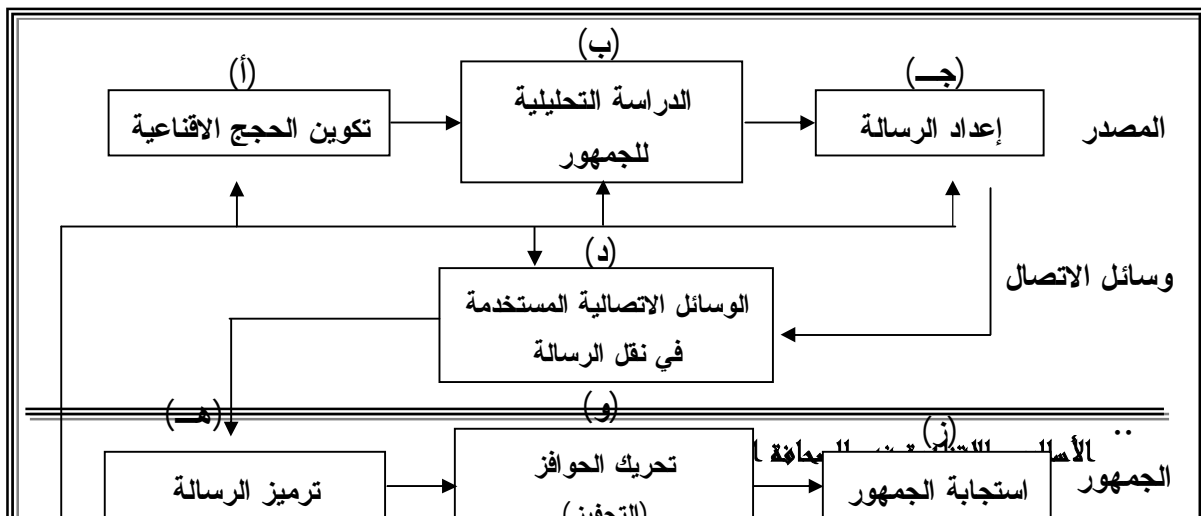 (ب)
(أ)
(جـ)
الدراسة التحليلية
للجمهور
تكوين الحجج الاقناعية
إعداد الرسالة
المصدر
وسائل الاتصال
(د)
الوسائل الاتصالية المستخدمة
في نقل الرسالة
(هـ)
(و)
(ز)
الجمهور
تحريك الحوافز
(التحفيز)
ترميز الرسالة
استجابة الجمهور